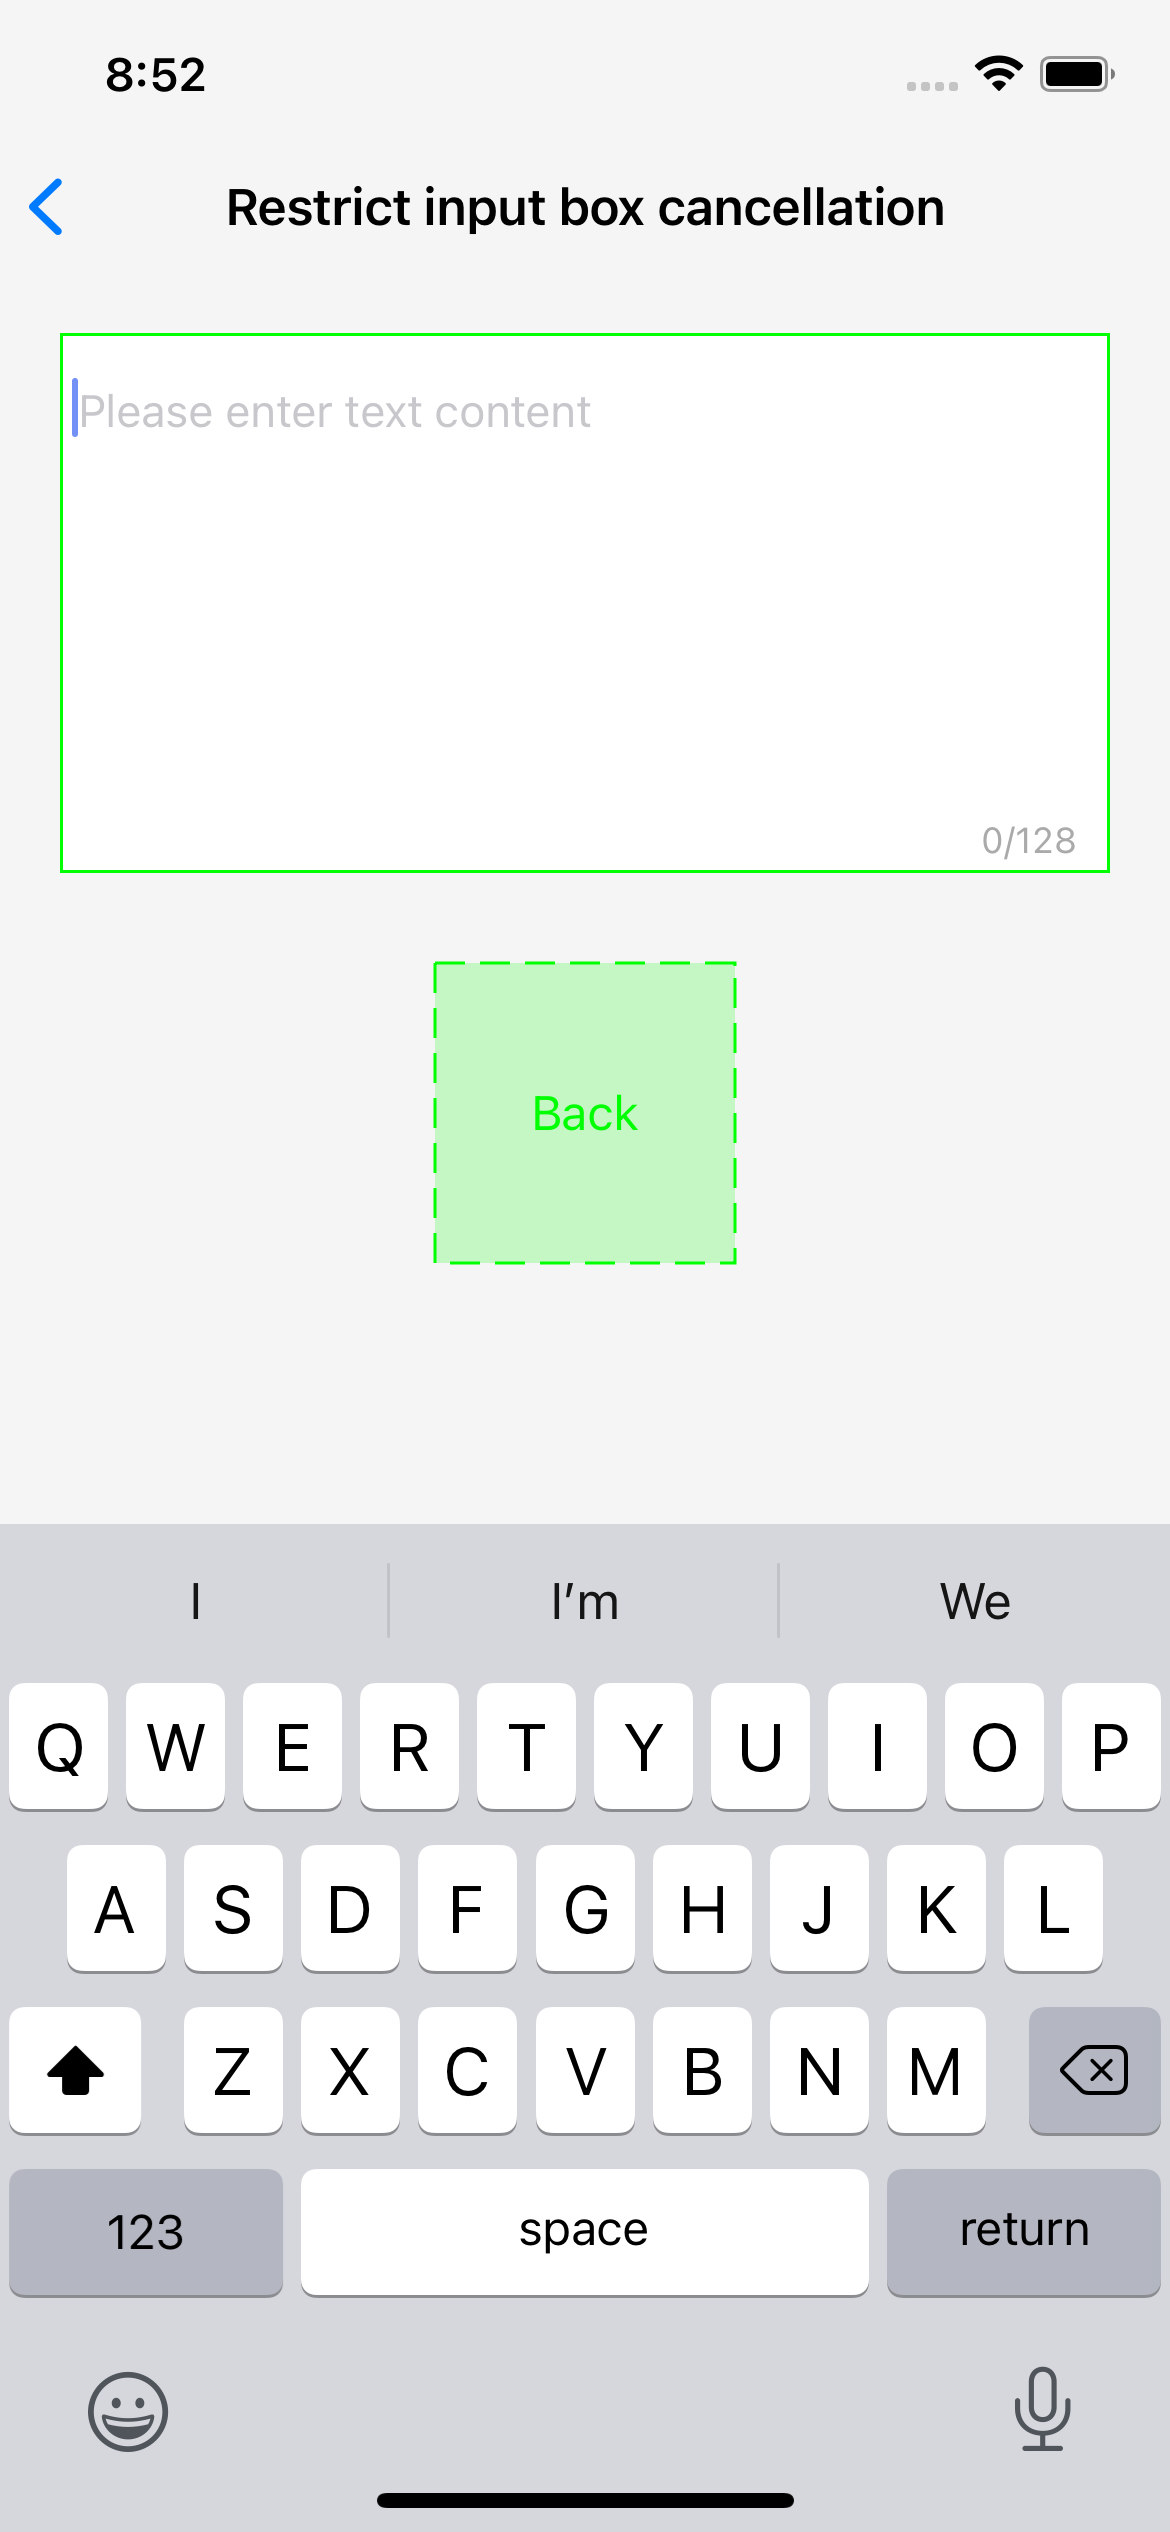 8:52
Restrict input box cancellation
Please enter text content
0/128
Back
I I’m We
Q W E R T Y U I O P
A S D F G H J K L
Z X C V B N M
123 space return